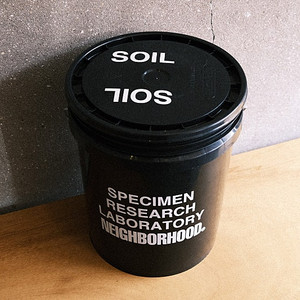 SOIL
SOIL
SPECIMEN
RESEARCH
LABORATORY
NEIGHBORHOOD.